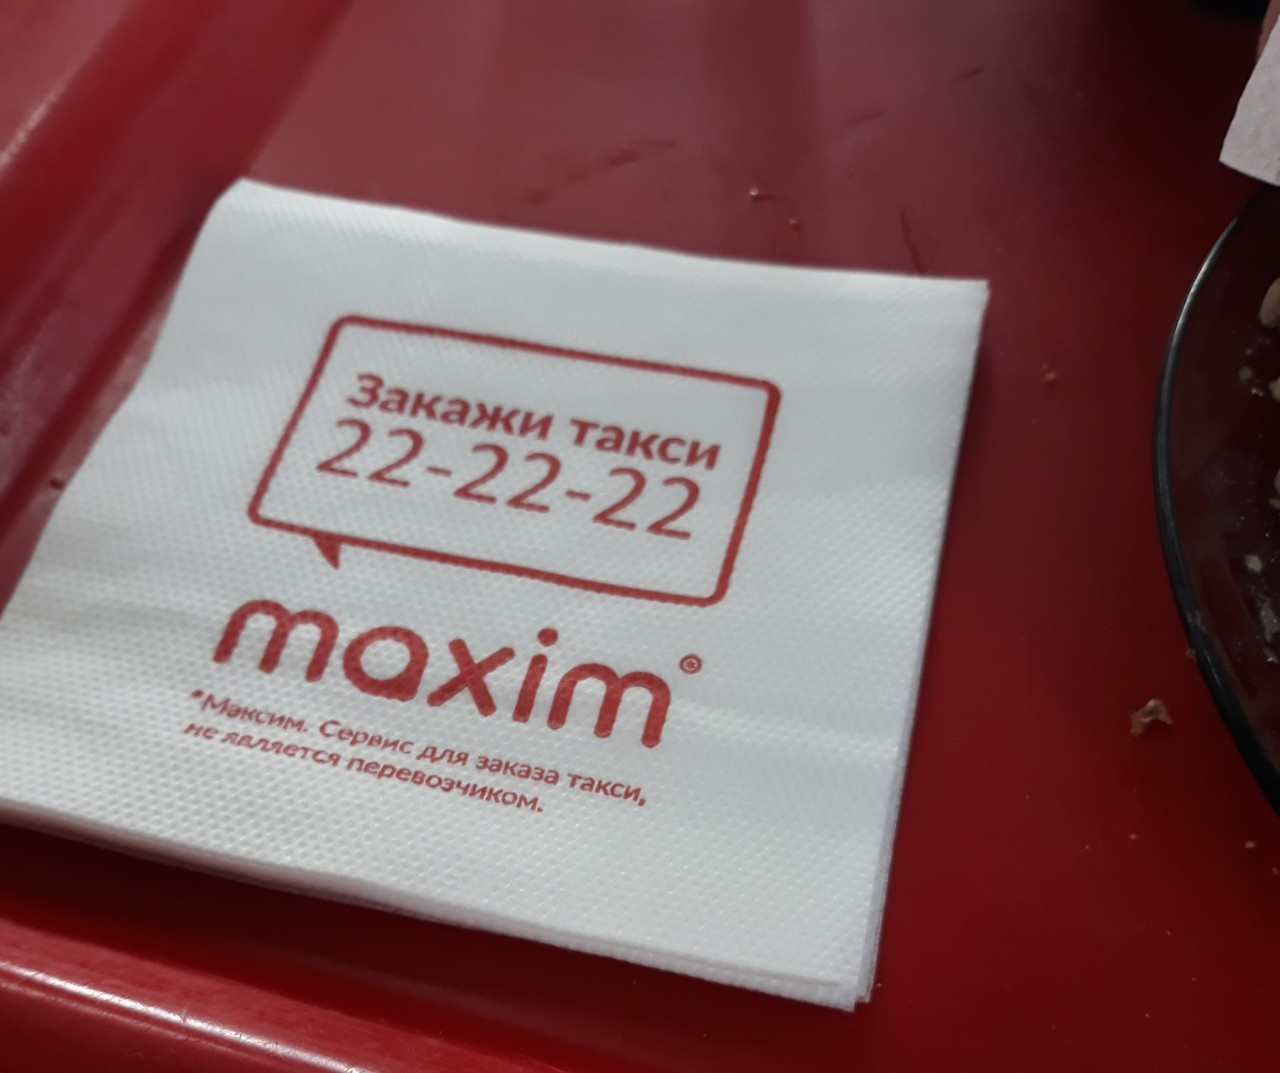 Закажи такси
22-22-22
maxim®
*Максим. Сервис для заказа такси,
не является перевозчиком.